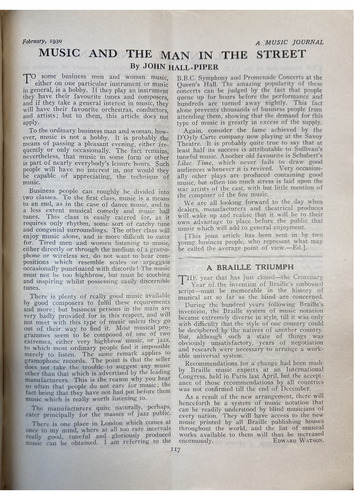 February, 1930
A MUSIC JOURNAL
MUSIC AND THE MAN IN THE STREET
By JOHN HALL-PIPER
TO some business men and women music,
either on one particular instrument or music
in general, is a hobby. If they play an instrument
they have their favourite tunes and composers,
and if they take a general interest in music, they
will have their favourite orchestras, conductors,
and artists; but to them, this article does not
apply.
To the ordinary business man and woman, how-
ever, music is not a hobby. It is probably the
means of passing a pleasant evening, either fre-
quently or only occasionally. The fact remains,
nevertheless, that music in some form or other
is part of nearly everybody's leisure hours. Such
people will have no interest in, nor would they
be capable of appreciating, the technique of
music.
Business people can roughly be divided into
two classes. To the first class, music is a means
to an end, as in the case of dance music, and to
a less extent musical comedy and music hall
tunes. This class is easily catered for, as it
requires only rhythm, some sort of catchy tune
and congenial surroundings. The other class will
enjoy music alone, and is more difficult to cater
for. Tired men and women listening to music,
either directly or through the medium of a gramo-
phone or wireless set, do not want to hear com-
positions which resemble scales or arpeggios
occasionally punctuated with discords! The music
must not be too highbrow, but must be soothing
and inspiring whilst possessing easily discernible
tunes.
There is plenty of really good music available
by good composers to fulfil these requirements
and more; but business persons in the main are
very badly provided for in this respect, and will
not meet with this type of music unless they go
out of their way to find it. Most musical pro-
grammes seem to be composed of one of two
extremes, either very highbrow music, or jazz,
to which most ordinary people find it impossible
merely to listen. The same remark applies to
gramophone records. The point is that the seller
does not take the trouble to suggest any music
other than that which is advertised by the leading
manufacturers. This is the reason why you hear
so often that people do not care for music; the
fact being that they have not had put before them
music which is really worth listening to.
The manufacturers quite naturally, perhaps,
cater principally for the masses of jazz public.
There is one place in London which comes at
once to my mind, where at all too rare intervals
really good, tuneful and gloriously produced
music can be obtained. I am referring to the
B.B.C. Symphony and Promenade Concerts at the
Queen's Hall. The amazing popularity of these
concerts can be judged by the fact that people
queue up for hours before the performance and
hundreds are turned away nightly. This fact
alone prevents thousands of business people from
attending them, showing that the demand for this
type of music is greatly in excess of the supply.
Again, consider the fame achieved by the
D'Oyly Carte company now playing at the Savoy
Theatre. It is probably quite true to say that at
least half its success is attributable to Sullivan's
tuneful music. Another old favourite is Schubert's
Lilac Time, which never fails to draw good
audiences whenever it is revived. Very occasion-
ally other plays are produced containing good
music, but often too much stress is laid upon the
star artists of the cast, with but little mention of
the composer of the fine music.
We are all looking forward to the day when
dealers, manufacturers and theatrical producers
will wake up and realise that it will be to their
own advantage to place before the public that
music which will add to general enjoyment.
[This joint article has been sent in by two
young business people, who represent what may
be called the average point of view.—Ed.]
A BRAILLE TRIUMPH
THE year that has just closed—the Centenary
Year of the invention of Braille's embossed
script—must be memorable in the history of
musical art so far as the blind are concerned.
During the hundred years following Braille's
invention, the Braille system of music notation
became extremely diverse in style, till it was only
with difficulty that the style of one country could
be deciphered by the natives of another country.
But, although such a state of things was
obviously unsatisfactory, years of negotiation
and research were necessary to arrange a work-
able universal system.
Recommendations for a change had been made
by Braille music experts at an International
Congress, held in Paris last April, but the accept-
ance of those recommendations by all countries
was not confirmed till the end of December.
As a result of the new arrangement, there will
henceforth be a system of music notation that
can be readily understood by blind musicians of
every nation. They will have access to the new
music printed by all Braille publishing houses
throughout the world, and the list of musical
works available to them will thus be increased
enormously.
EDWARD WATSON.
117